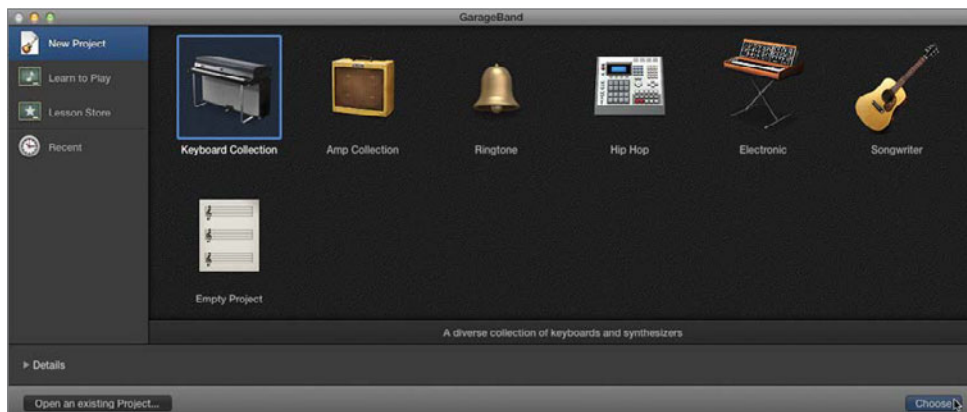 GarageBand
New Project
Learn to Play
Lesson Store
Recent
Keyboard Collection
Amp Collection
Ringtone
Hip Hop
Electronic
Songwriter
Empty Project
A diverse collection of keyboards and synthesizers
Details
Open an existing Project...
Choose